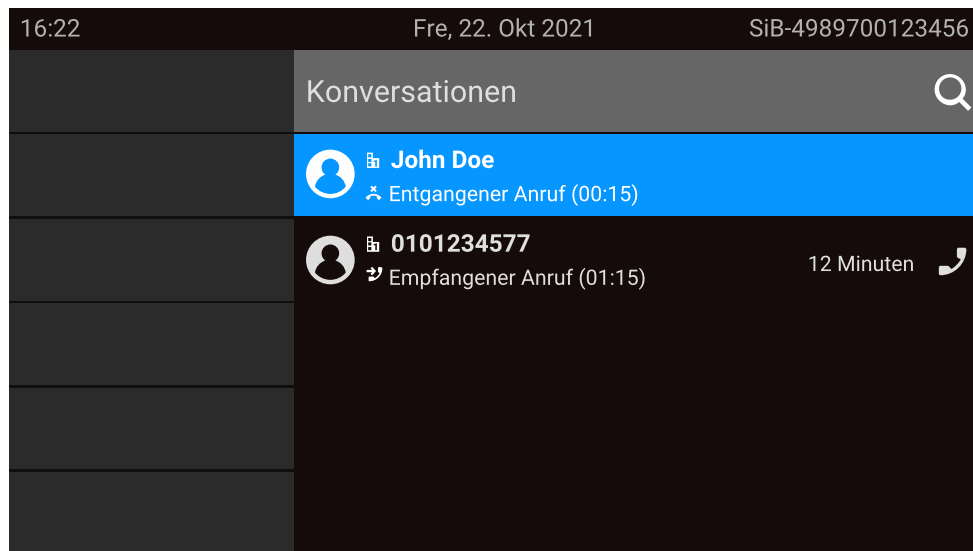 16:22 Fre, 22. Okt 2021 SiB-4989700123456
Konversationen
John Doe
Entgangener Anruf (00:15)
0101234577
Empfangener Anruf (01:15)
12 Minuten